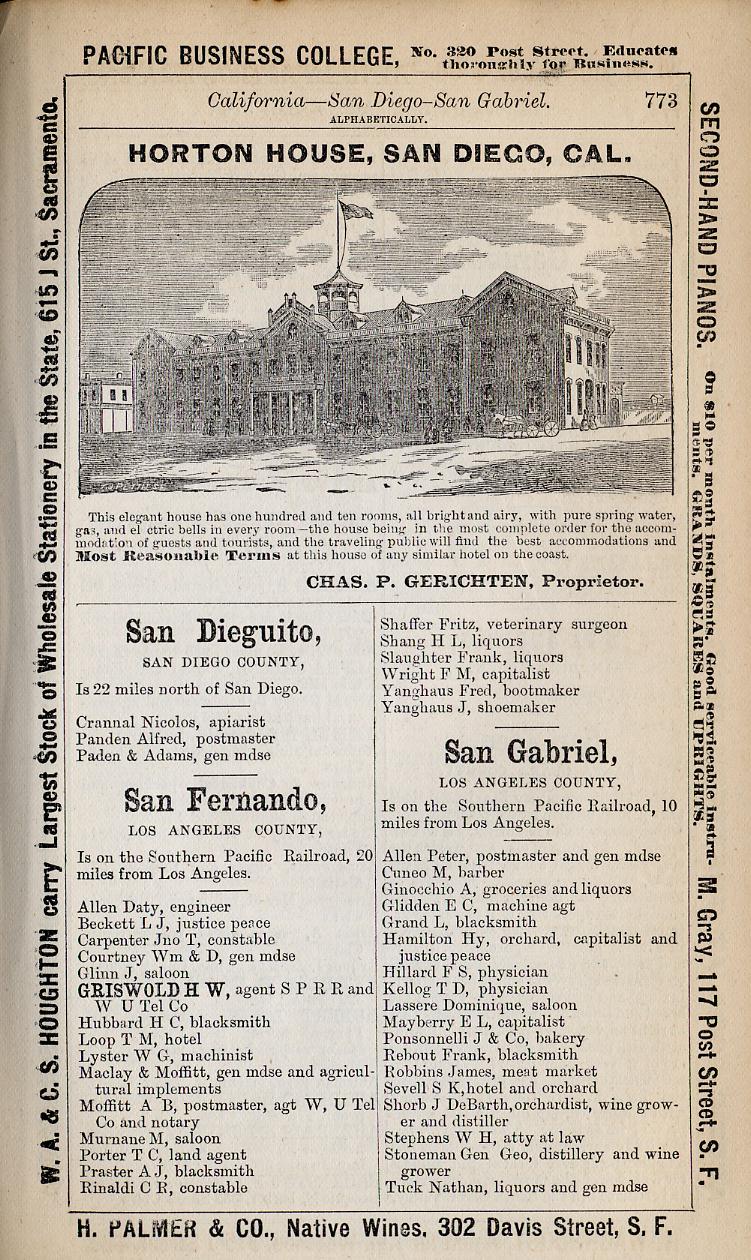 PACIFIC BUSINESS COLLEGE, No. 320 Post Street. Educates
thoroughly for Business.
California—San Diego–San Gabriel. 773
ALPHABETICALLY.
HORTON HOUSE, SAN DIEGO, CAL.
This elegant house has one hundred and ten rooms, all bright and airy, with pure spring water,
gas, and el ctric bells in every room —the house being in the most complete order for the accom-
modation of guests and tourists, and the traveling public will find the best accommodations and
Most Reasonable Terms at this house of any similar hotel on the coast.
CHAS. P. GERICHTEN, Proprietor.
San Dieguito,
SAN DIEGO COUNTY,
Is 22 miles north of San Diego.
Crannal Nicolos, apiarist
Panden Alfred, postmaster
Paden & Adams, gen mdse
San Fernando,
LOS ANGELES COUNTY,
Is on the Southern Pacific Railroad, 20
miles from Los Angeles.
Allen Daty, engineer
Beckett L J, justice peace
Carpenter Jno T, constable
Courtney Wm & D, gen mdse
Glinn J, saloon
GRISWOLD H W, agent S P R R and
W U Tel Co
Hubbard H C, blacksmith
Loop T M, hotel
Lyster W G, machinist
Maclay & Moffitt, gen mdse and agricul-
tural implements
Moffitt A B, postmaster, agt W, U Tel
Co and notary
Murnane M, saloon
Porter T C, land agent
Praster A J, blacksmith
Rinaldi C R, constable
Shaffer Fritz, veterinary surgeon
Shang H L, liquors
Slaughter Frank, liquors
Wright F M, capitalist
Yanghaus Fred, bootmaker
Yanghaus J, shoemaker
San Gabriel,
LOS ANGELES COUNTY,
Is on the Southern Pacific Railroad, 10
miles from Los Angeles.
Allen Peter, postmaster and gen mdse
Cuneo M, barber
Ginocchio A, groceries and liquors
Glidden E C, machine agt
Grand L, blacksmith
Hamilton Hy, orchard, capitalist and
justice peace
Hillard F S, physician
Kellog T D, physician
Lassere Dominique, saloon
Mayberry E L, capitalist
Ponsonnelli J & Co, bakery
Rebout Frank, blacksmith
Robbins James, meat market
Sevell S K, hotel and orchard
Shorb J DeBarth, orchardist, wine grow-
er and distiller
Stephens W H, atty at law
Stoneman Gen Geo, distillery and wine
grower
Tuck Nathan, liquors and gen mdse
W. A. & C. S. HOUGHTON carry Largest Stock of Wholesale Stationery in the State, 615 J St., Sacramento.
SECOND-HAND PIANOS. On $10 per month instalments. Good serviceable instru-
ments. GRANDS, SQUARES and UPRIGHTS. M. Gray, 117 Post Street, S. F.
H. PALMER & CO., Native Wines. 302 Davis Street, S. F.